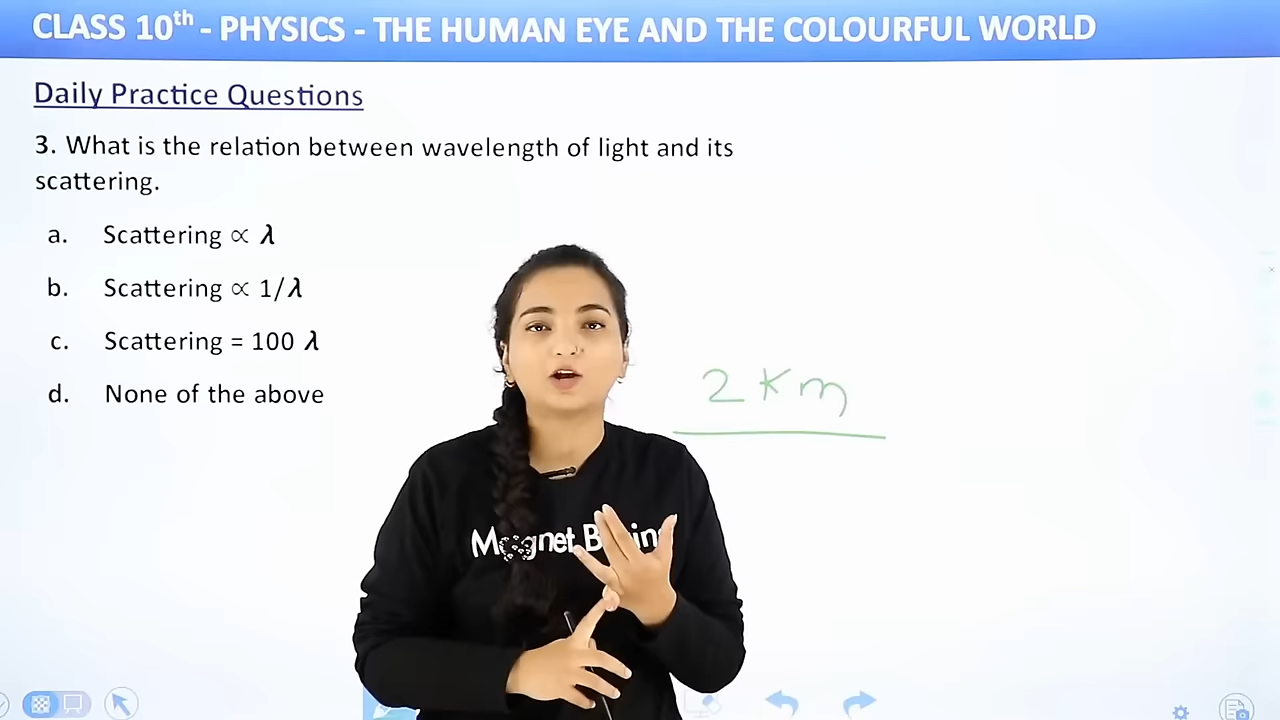 CLASS 10th - PHYSICS - THE HUMAN EYE AND THE COLOURFUL WORLD
Daily Practice Questions
3. What is the relation between wavelength of light and its
scattering.
a. Scattering ∝ λ
b. Scattering ∝ 1/λ
c. Scattering = 100 λ
d. None of the above
2 Km